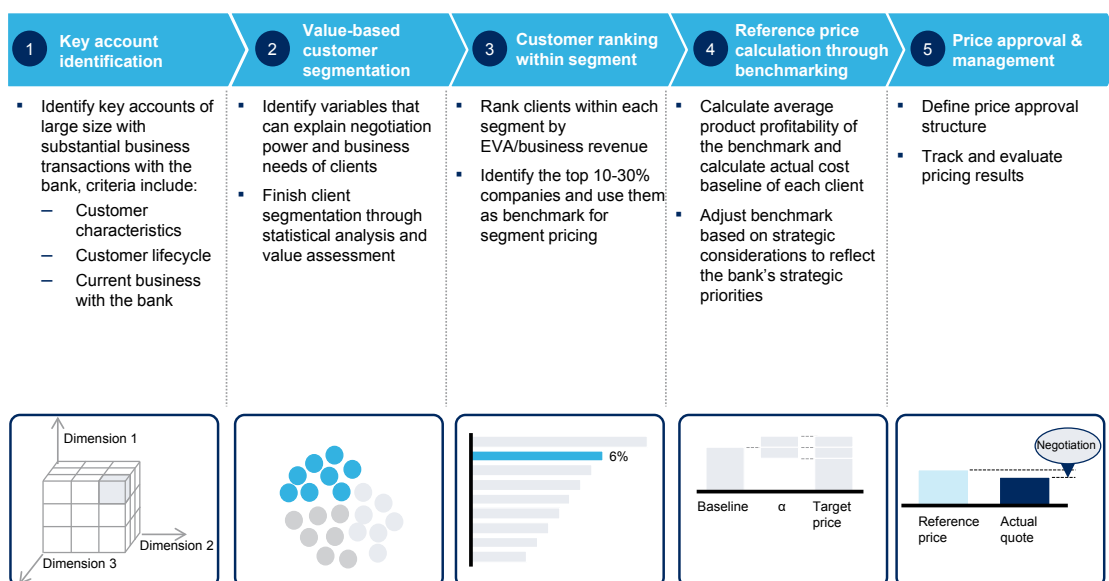 1
Key account
identification
2
Value-based
customer
segmentation
3
Customer ranking
within segment
4
Reference price
calculation through
benchmarking
5
Price approval &
management
▪ Identify key accounts of
large size with
substantial business
transactions with the
bank, criteria include:
– Customer
characteristics
– Customer lifecycle
– Current business
with the bank
▪ Identify variables that
can explain negotiation
power and business
needs of clients
▪ Finish client
segmentation through
statistical analysis and
value assessment
▪ Rank clients within each
segment by
EVA/business revenue
▪ Identify the top 10-30%
companies and use them
as benchmark for
segment pricing
▪ Calculate average
product profitability of
the benchmark and
calculate actual cost
baseline of each client
▪ Adjust benchmark
based on strategic
considerations to reflect
the bank’s strategic
priorities
▪ Define price approval
structure
▪ Track and evaluate
pricing results
Dimension 1
Dimension 2
Dimension 3
6%
Baseline
α
Target
price
Negotiation
Reference
price
Actual
quote